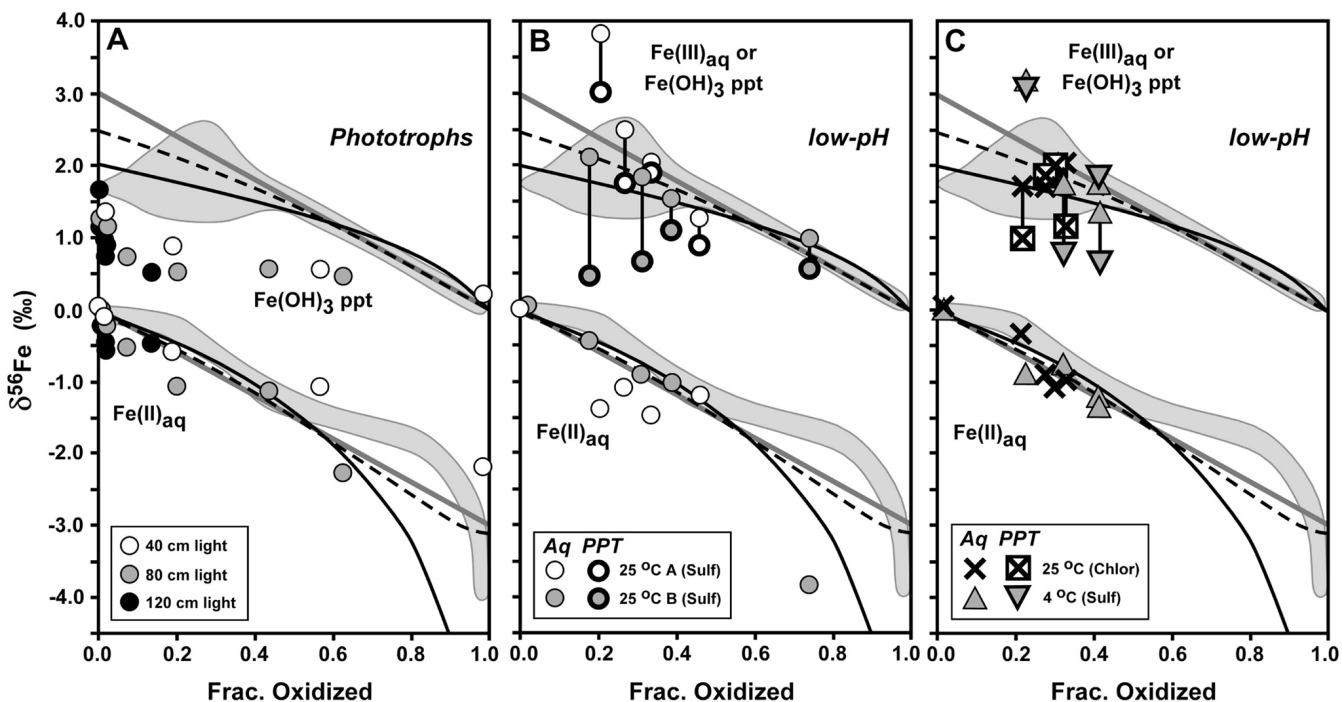 A
B
C
Fe(III)aq or
Fe(OH)3 ppt
Fe(III)aq or
Fe(OH)3 ppt
Phototrophs
low-pH
low-pH
4.0
3.0
2.0
1.0
0.0
-1.0
-2.0
-3.0
-4.0
δ56Fe (‰)
Fe(OH)3 ppt
Fe(II)aq
Fe(II)aq
Fe(II)aq
40 cm light
80 cm light
120 cm light
Aq PPT
25 oC A (Sulf)
25 oC B (Sulf)
Aq PPT
25 oC (Chlor)
4 oC (Sulf)
0.0 0.2 0.4 0.6 0.8 1.0
0.0 0.2 0.4 0.6 0.8 1.0
0.0 0.2 0.4 0.6 0.8 1.0
Frac. Oxidized
Frac. Oxidized
Frac. Oxidized